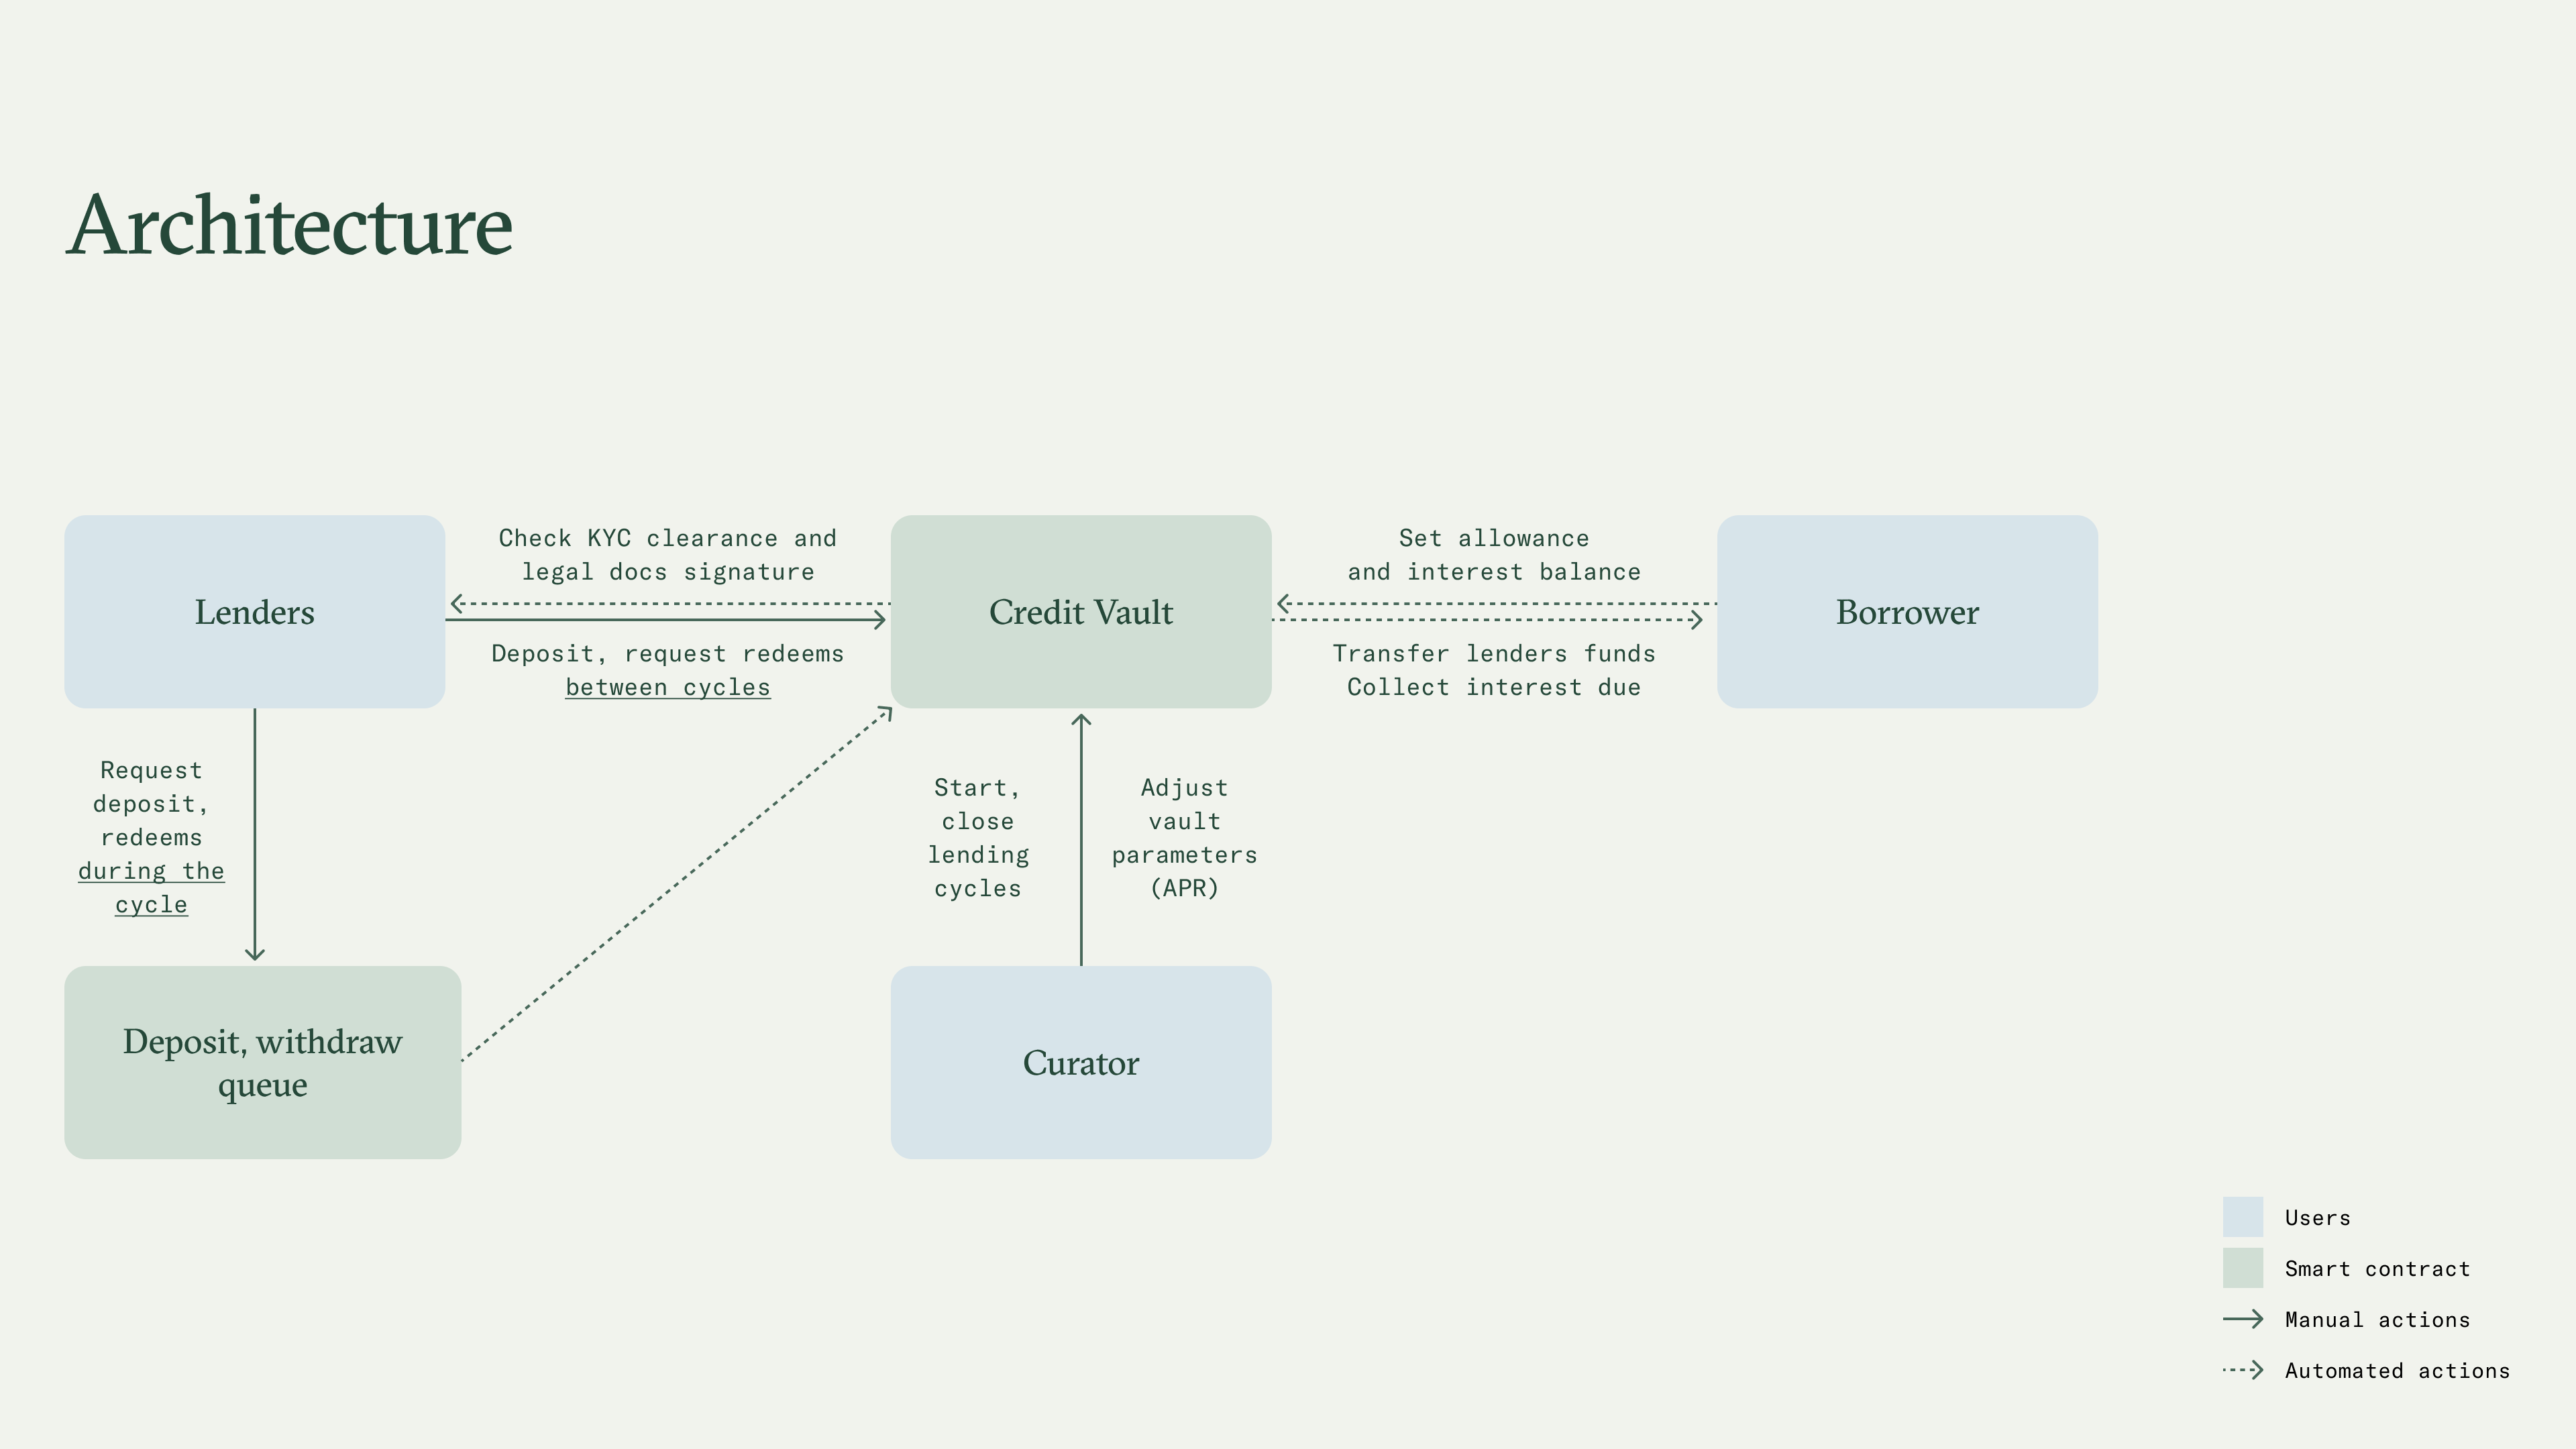 Architecture
Lenders
Check KYC clearance and
legal docs signature
Deposit, request redeems
between cycles
Credit Vault
Set allowance
and interest balance
Transfer lenders funds
Collect interest due
Borrower
Request
deposit,
redeems
during the
cycle
Start,
close
lending
cycles
Adjust
vault
parameters
(APR)
Deposit, withdraw
queue
Curator
Users
Smart contract
Manual actions
Automated actions